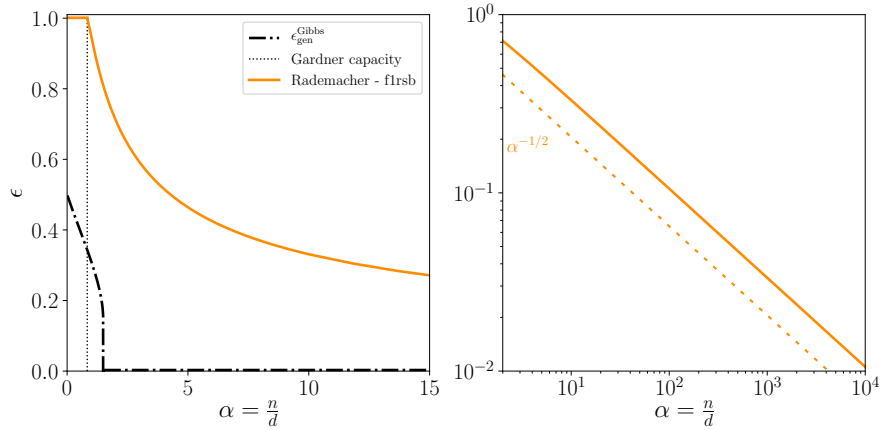 1.0
0.8
0.6
0.4
0.2
0.0
ϵ
0
5
10
15
α = n/d
ϵ_gen^Gibbs
Gardner capacity
Rademacher - f1rsb
10^0
10^-1
10^-2
α^-1/2
10^1
10^2
10^3
10^4
α = n/d